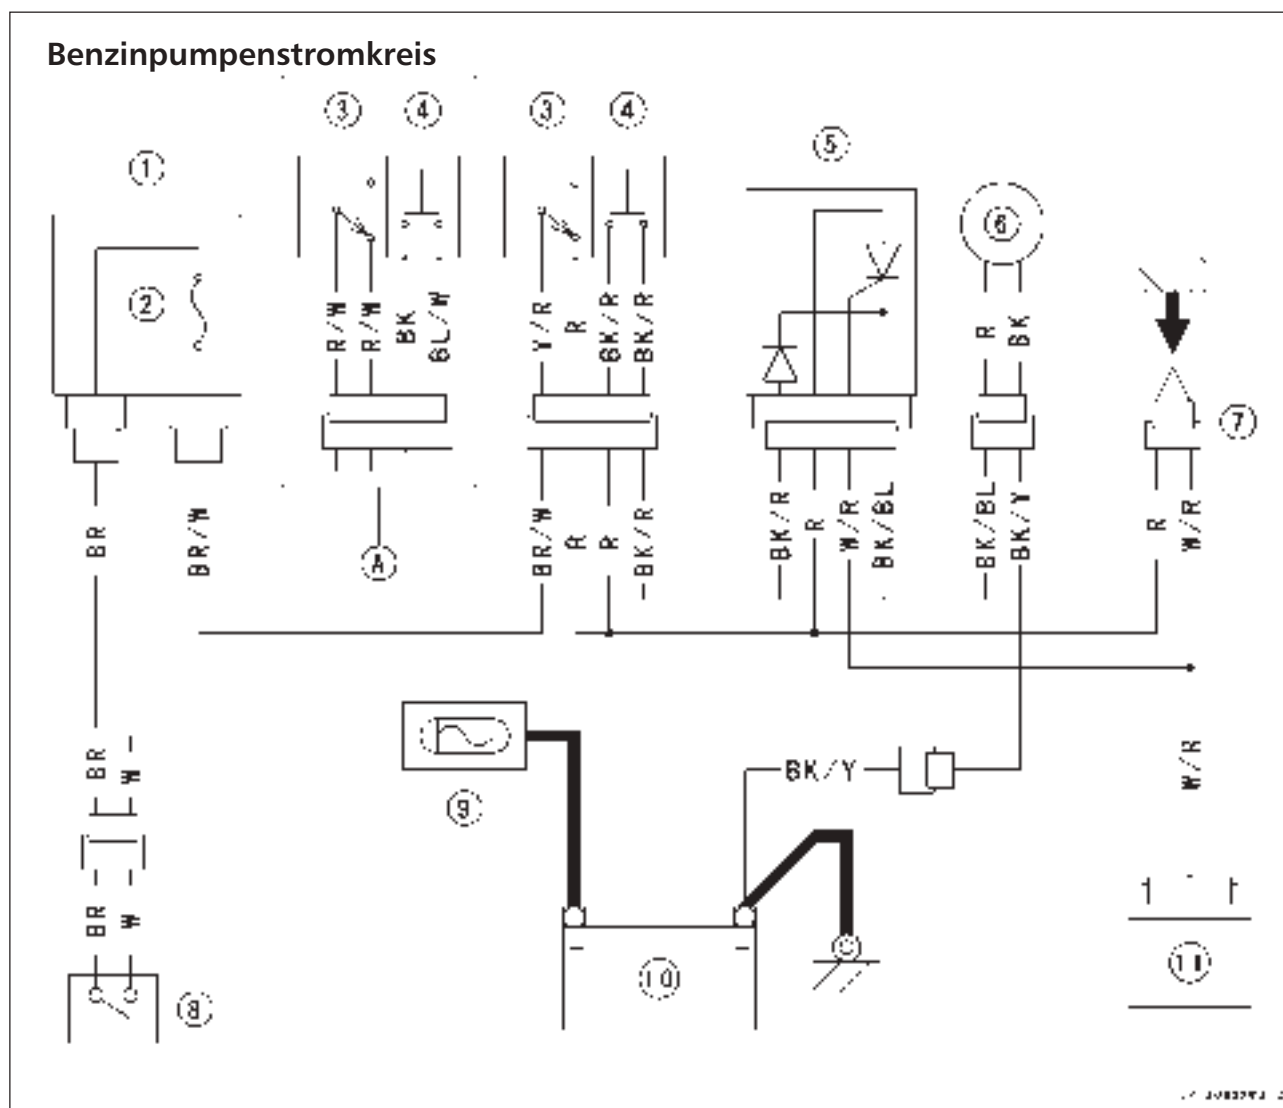 Benzinpumpenstromkreis
3 4 3 4
5
1
6
2
R/W R/W BK BL/W Y/R R BK/R BK/R R BK
7
BR BR/W BR/W R R BK/R BK/R R W/R BK/BL BK/BL BK/Y R W/R
A
BR W BK/Y W/R
9
BR W
- -
10 11
8